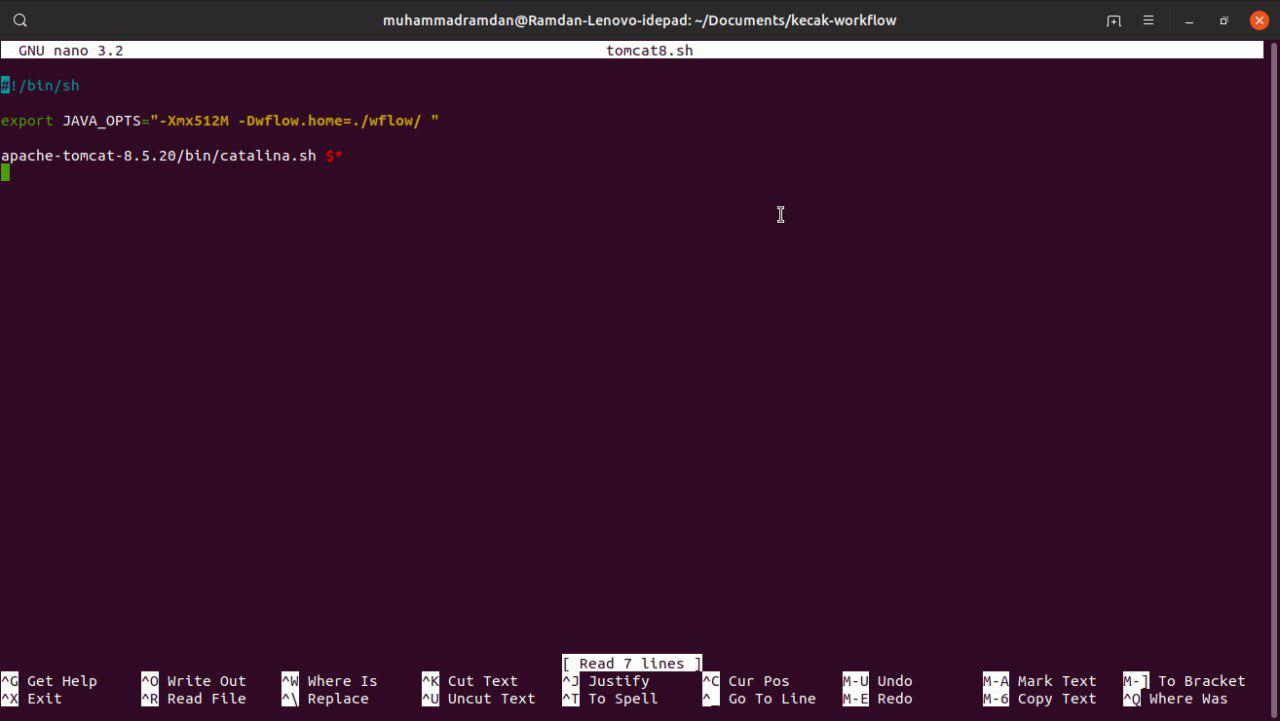 muhammadramdan@Ramdan-Lenovo-idepad: ~/Documents/kecak-workflow
GNU nano 3.2 tomcat8.sh
#!/bin/sh
export JAVA_OPTS="-Xmx512M -Dwflow.home=./wflow/ "
apache-tomcat-8.5.20/bin/catalina.sh $*
[ Read 7 lines ]
^G Get Help ^O Write Out ^W Where Is ^K Cut Text ^J Justify ^C Cur Pos M-U Undo M-A Mark Text M-] To Bracket
^X Exit ^R Read File ^\ Replace ^U Uncut Text ^T To Spell ^_ Go To Line M-E Redo M-6 Copy Text ^Q Where Was